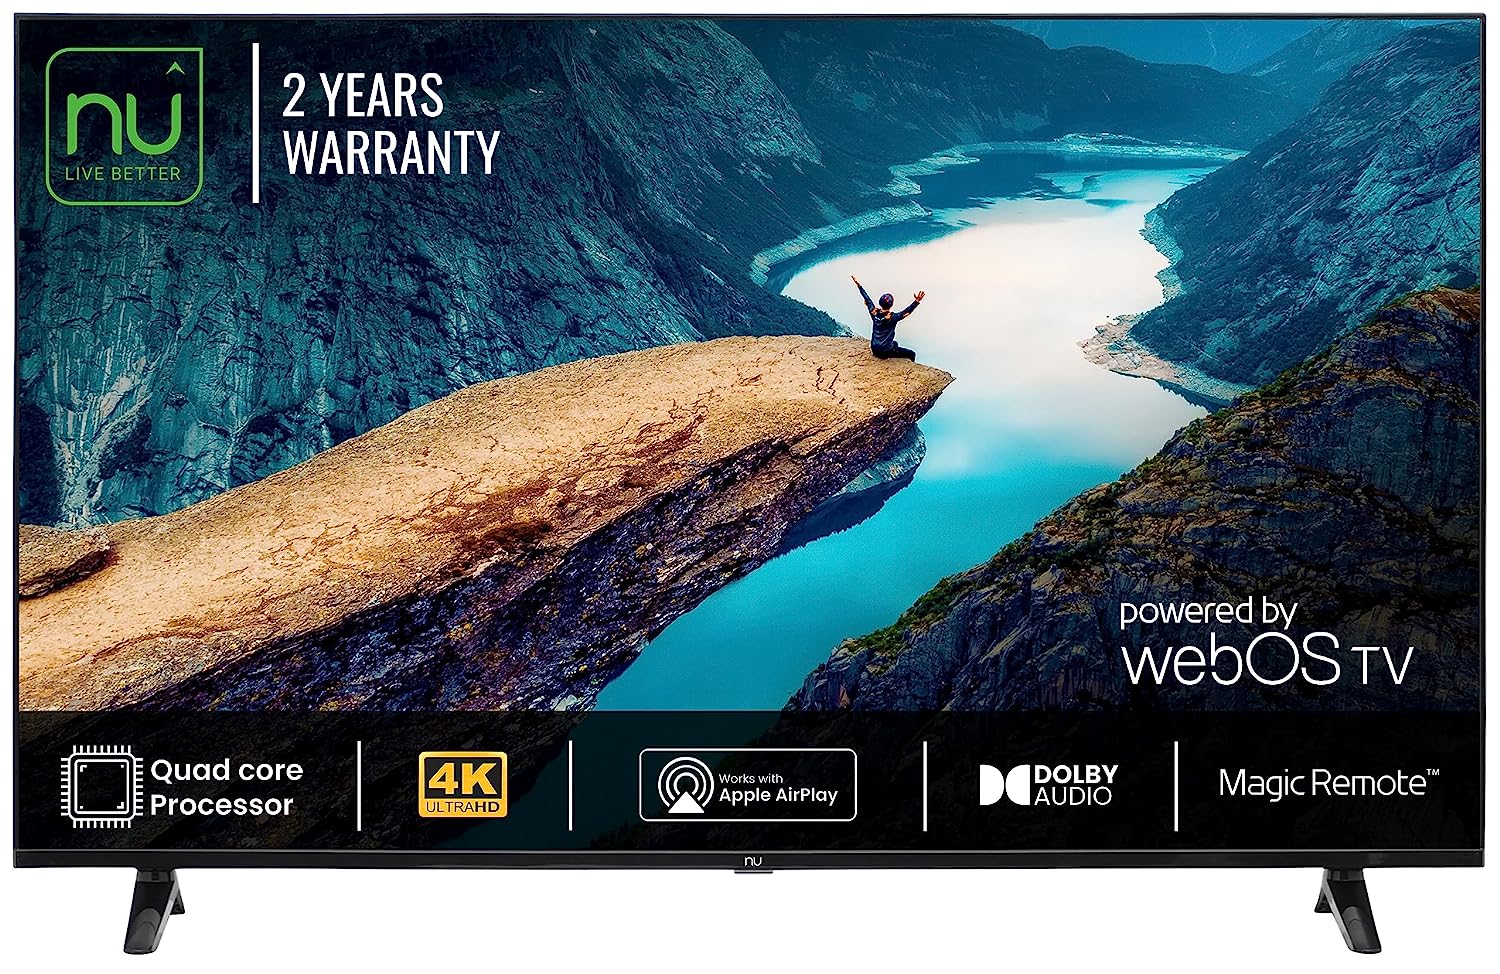 nu
LIVE BETTER
2 YEARS
WARRANTY
powered by
webOS TV
Quad core
Processor
4K
ULTRAHD
Works with
Apple AirPlay
DOLBY
AUDIO
Magic Remote™
nu